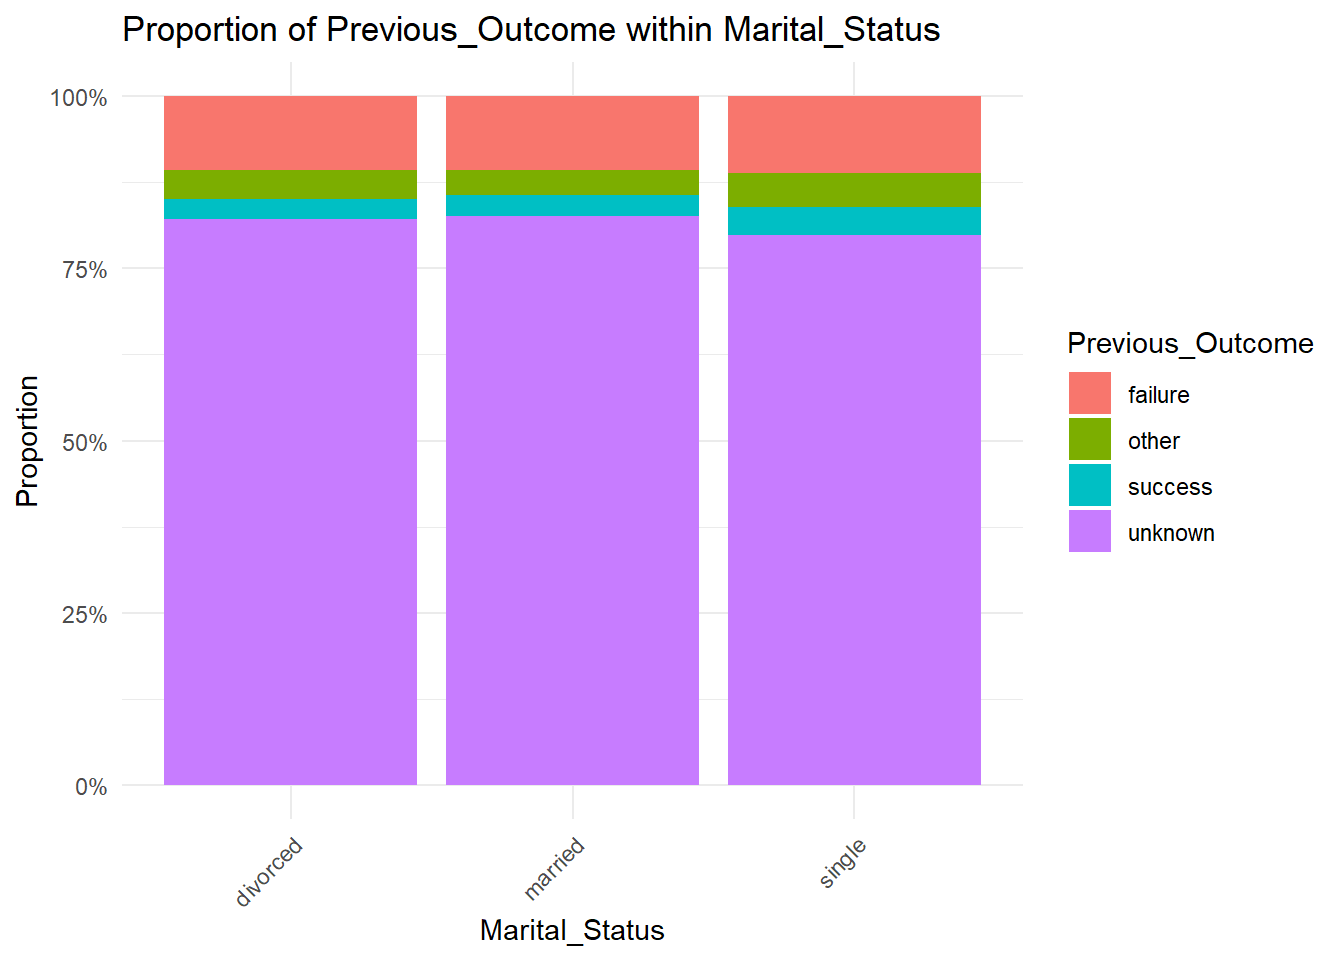 Proportion of Previous_Outcome within Marital_Status
100%
75%
50%
25%
0%
Proportion
divorced
married
single
Marital_Status
Previous_Outcome
failure
other
success
unknown